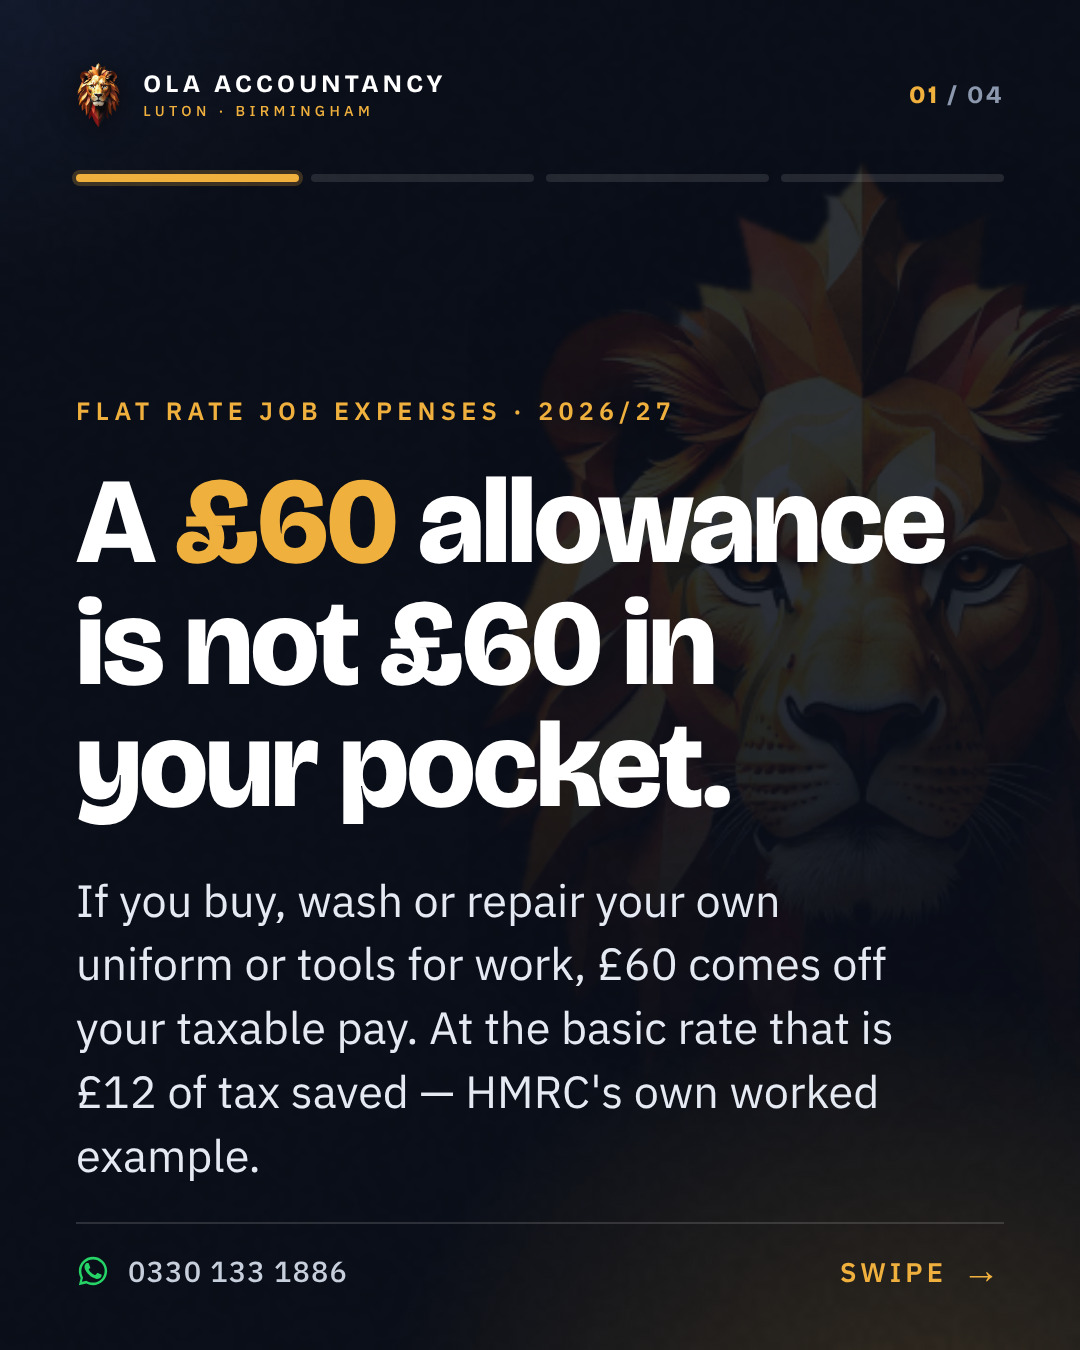 OLA ACCOUNTANCY
LUTON · BIRMINGHAM
01 / 04
FLAT RATE JOB EXPENSES · 2026/27
A £60 allowance
is not £60 in
your pocket.
If you buy, wash or repair your own
uniform or tools for work, £60 comes off
your taxable pay. At the basic rate that is
£12 of tax saved — HMRC's own worked
example.
0330 133 1886
SWIPE →